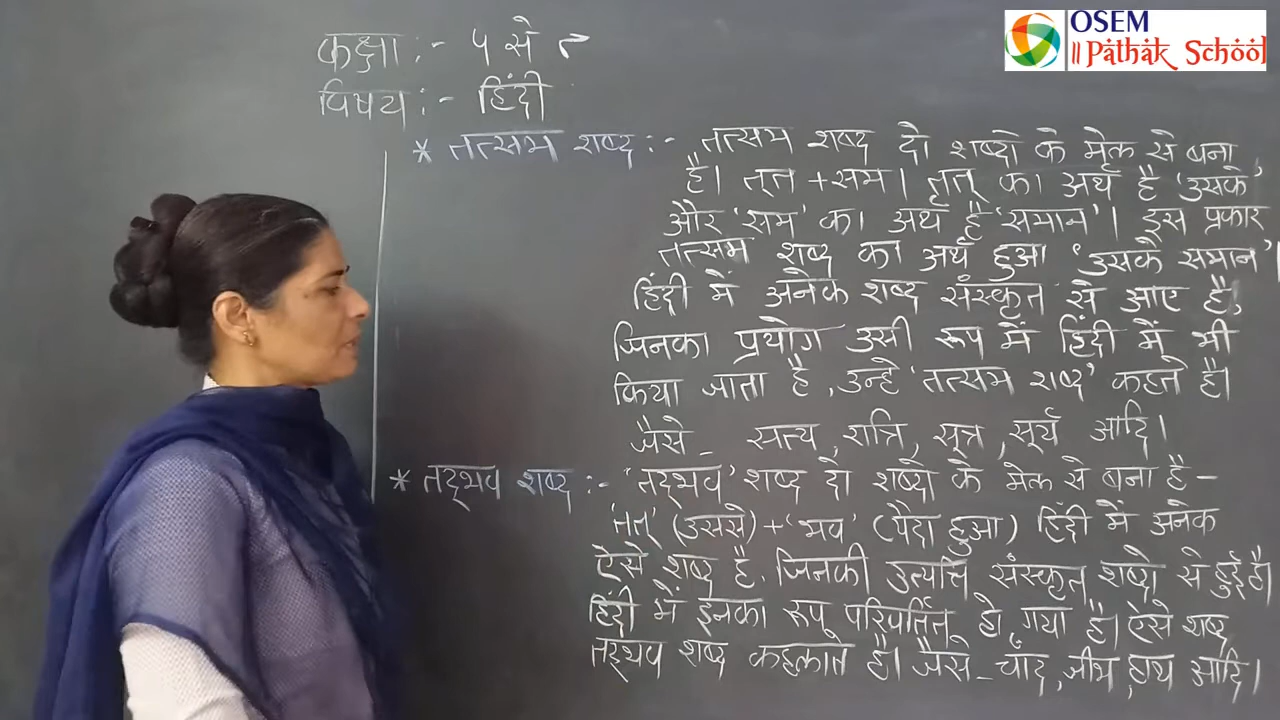 OSEM
॥ Pathak School
कक्षा :- ५ से ८
विषय :- हिंदी
* तत्सम शब्द :- तत्सम शब्द दो शब्दो के मेल से बना
है। तत् + सम। तत् का अर्थ है 'उसके'
और 'सम' का अर्थ है 'समान'। इस प्रकार
तत्सम शब्द का अर्थ हुआ 'उसके समान'।
हिंदी में अनेक शब्द संस्कृत से आए है,
जिनका प्रयोग उसी रूप में हिंदी में भी
किया जाता है, उन्हे 'तत्सम शब्द' कहते है।
जैसे - सत्य, रात्रि, सूत्र, सूर्य आदि।
* तद्भव शब्द :- 'तद्भव' शब्द दो शब्दो के मेल से बना है -
'तत्' (उससे) + 'भव' (पैदा हुआ) हिंदी में अनेक
ऐसे शब्द है, जिनकी उत्पत्ति संस्कृत शब्दो से हुई है।
हिंदी में इनका रूप परिवर्तित हो गया है। ऐसे शब्द
तद्भव शब्द कहलाते है। जैसे - चाँद, जीभ, हाथ आदि।